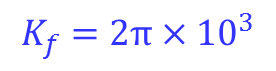 K_f = 2π × 10^3